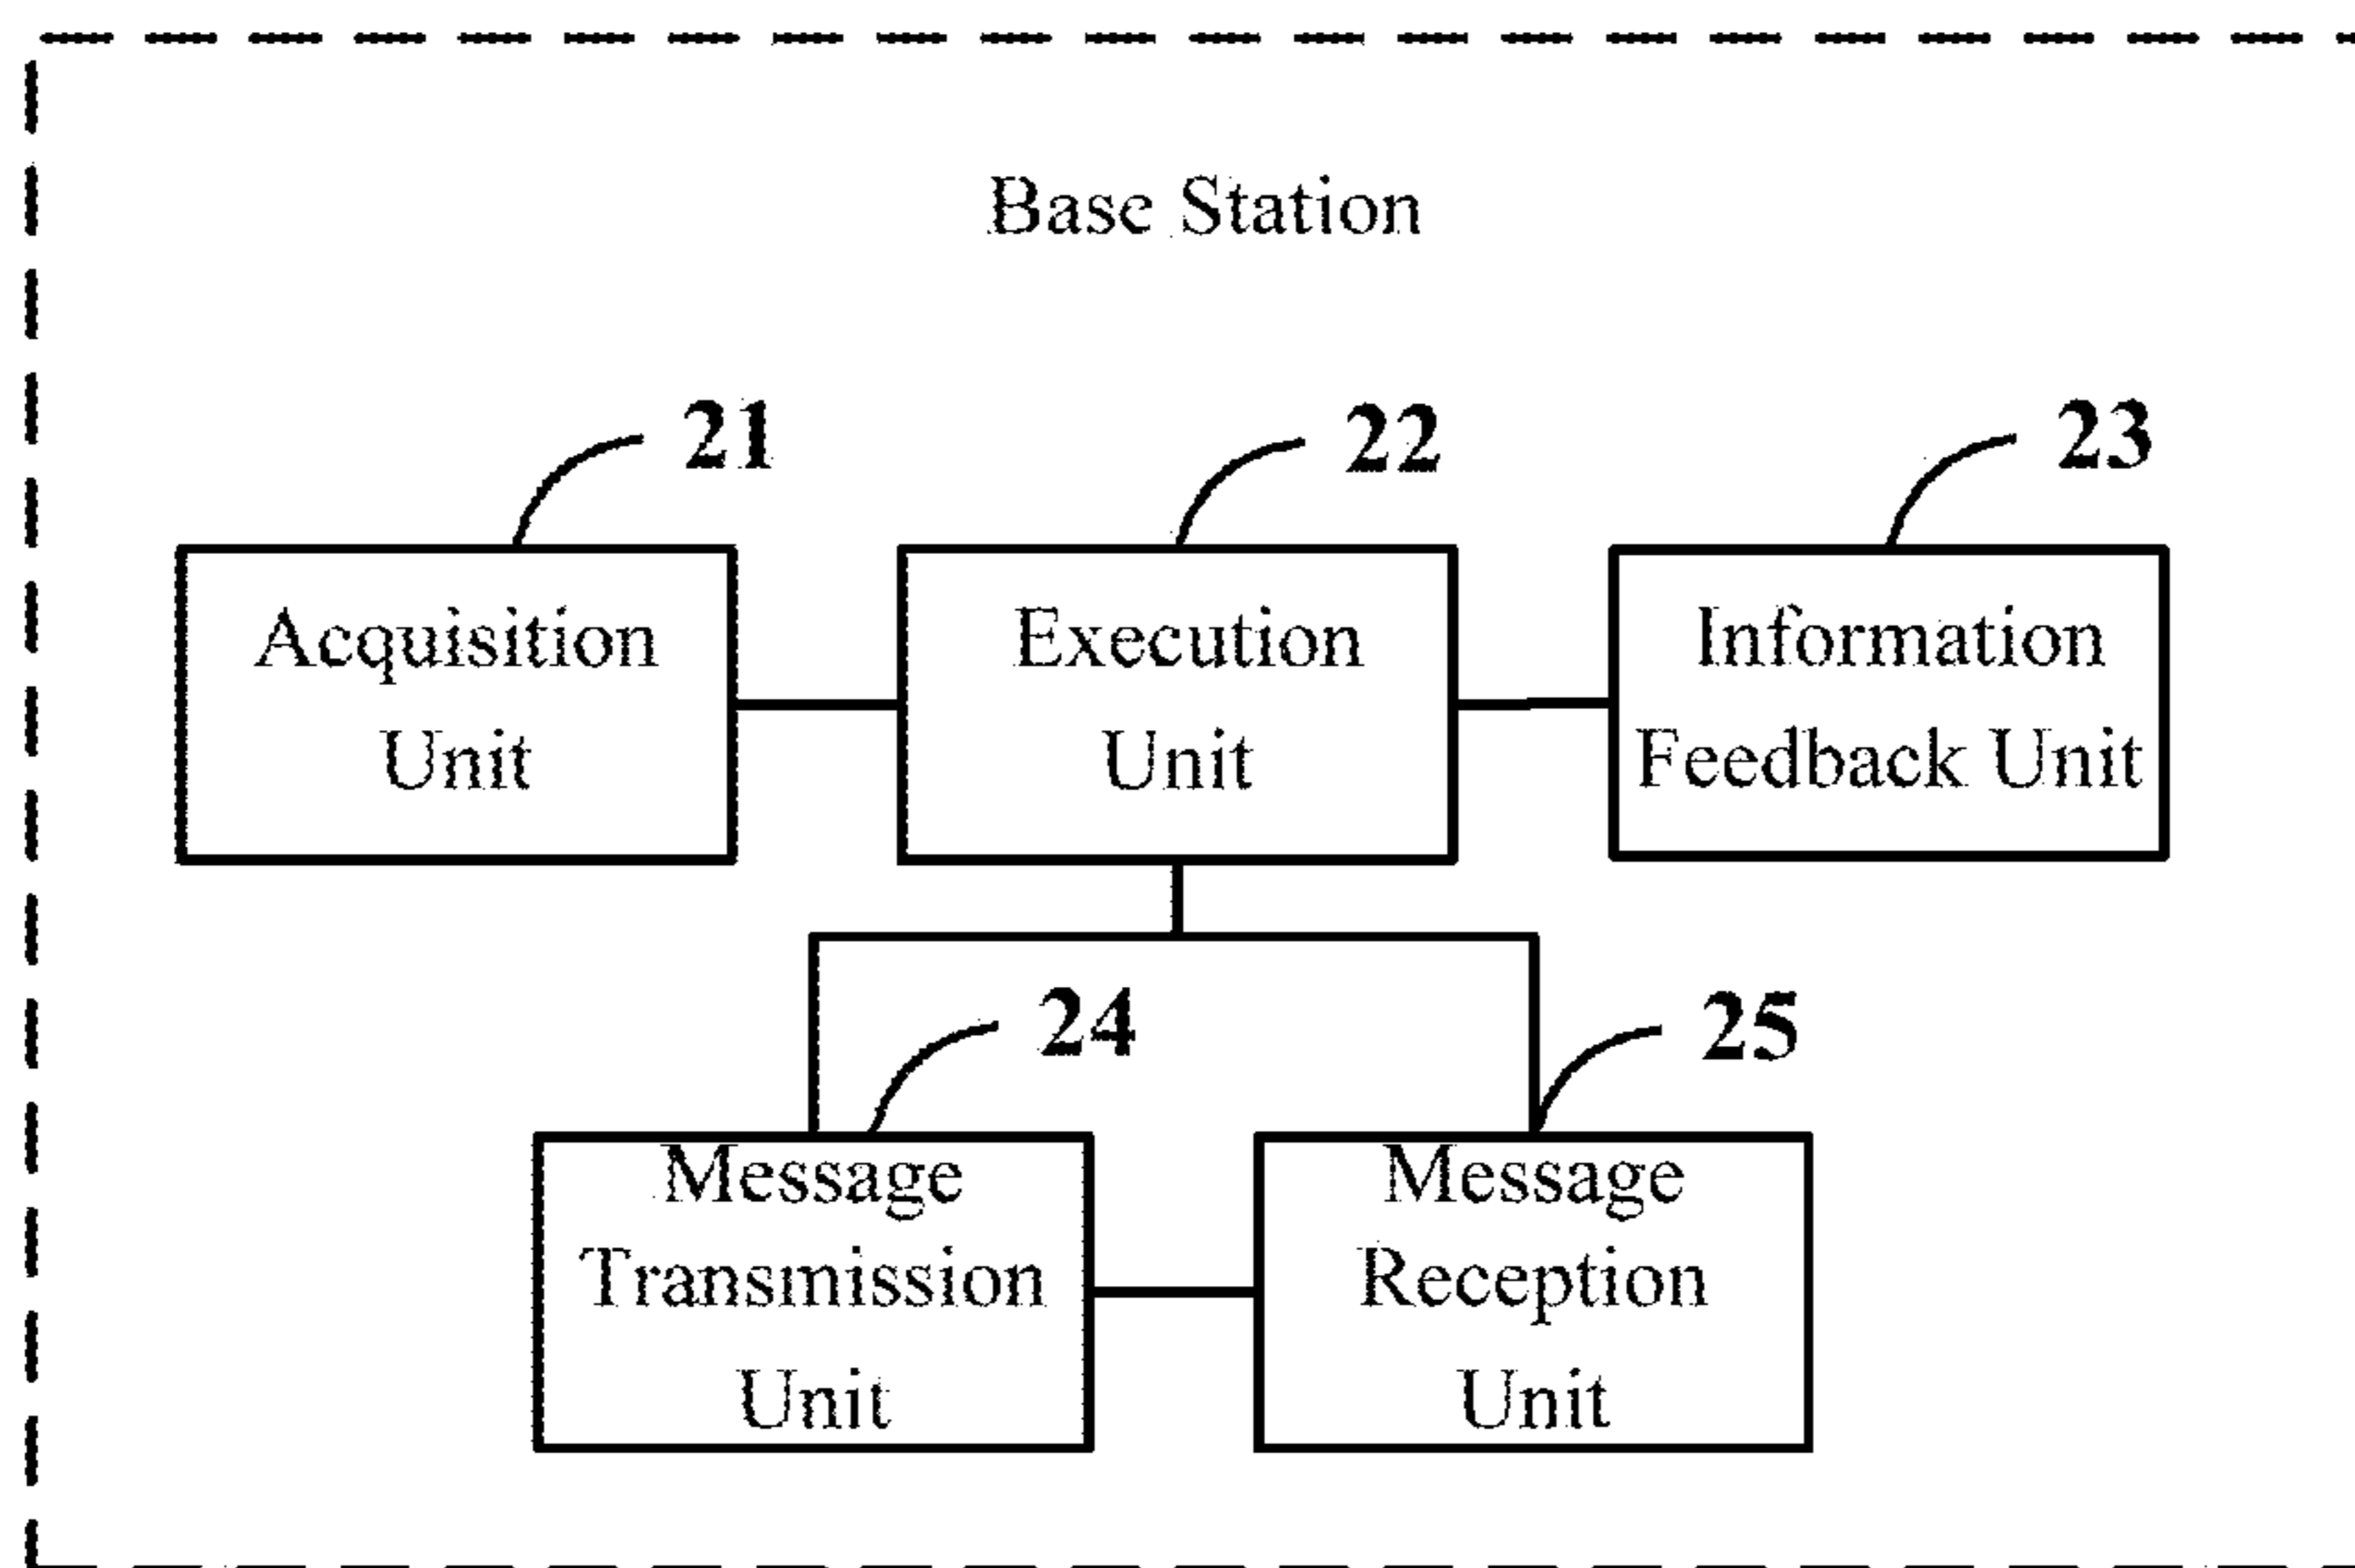 Base Station
21
22
23
Acquisition
Unit
Execution
Unit
Information
Feedback Unit
24
25
Message
Transmission
Unit
Message
Reception
Unit